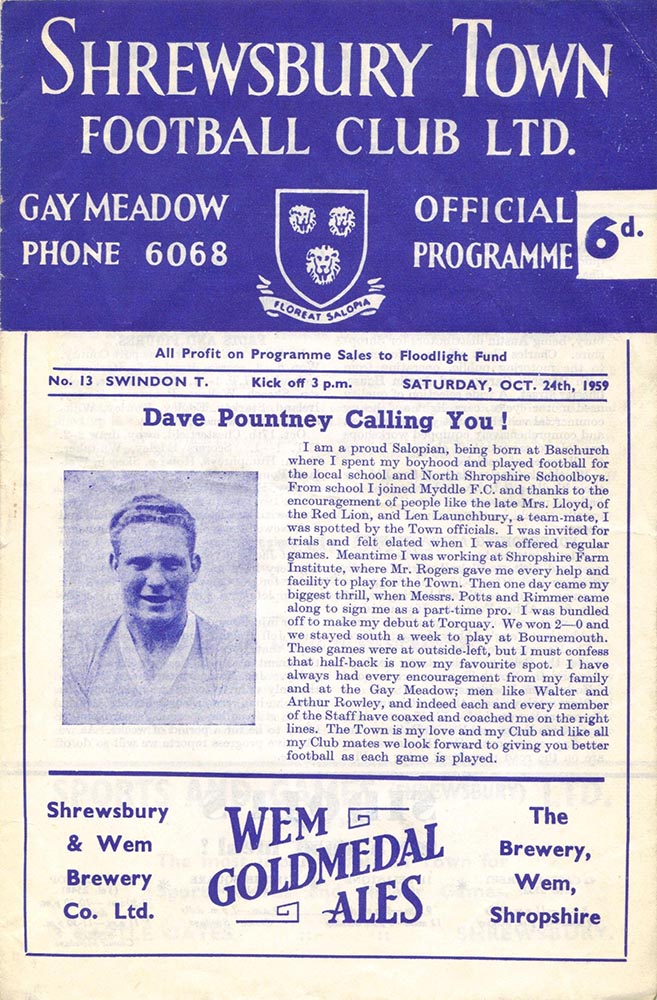 SHREWSBURY TOWN
FOOTBALL CLUB LTD.
GAY MEADOW
PHONE 6068
OFFICIAL
PROGRAMME
6d.
FLOREAT SALOPIA
All Profit on Programme Sales to Floodlight Fund
No. 13 SWINDON T. Kick off 3 p.m. SATURDAY, OCT. 24th, 1959
Dave Pountney Calling You!
I am a proud Salopian, being born at Baschurch
where I spent my boyhood and played football for
the local school and North Shropshire Schoolboys.
From school I joined Myddle F.C. and thanks to the
encouragement of people like the late Mrs. Lloyd, of
the Red Lion, and Len Launchbury, a team-mate, I
was spotted by the Town officials. I was invited for
trials and felt elated when I was offered regular
games. Meantime I was working at Shropshire Farm
Institute, where Mr. Rogers gave me every help and
facility to play for the Town. Then one day came my
biggest thrill, when Messrs. Potts and Rimmer came
along to sign me as a part-time pro. I was bundled
off to make my debut at Torquay. We won 2—0 and
we stayed south a week to play at Bournemouth.
These games were at outside-left, but I must confess
that half-back is now my favourite spot. I have
always had every encouragement from my family
and at the Gay Meadow; men like Walter and
Arthur Rowley, and indeed each and every member
of the Staff have coaxed and coached me on the right
lines. The Town is my love and my Club and like all
my Club mates we look forward to giving you better
football as each game is played.
Shrewsbury
& Wem
Brewery
Co. Ltd.
WEM
GOLDMEDAL
ALES
The
Brewery,
Wem,
Shropshire